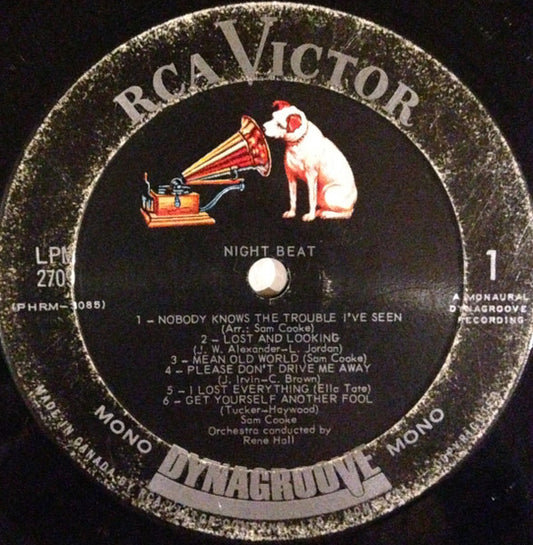 RCA VICTOR
NIGHT BEAT
LPM
2709
(PHRM-3085)
1
A MONAURAL
DYNAGROOVE
RECORDING
1 – NOBODY KNOWS THE TROUBLE I'VE SEEN
(Arr.: Sam Cooke)
2 – LOST AND LOOKING
(J. W. Alexander-L. Jordan)
3 – MEAN OLD WORLD (Sam Cooke)
4 – PLEASE DON'T DRIVE ME AWAY
(J. Irvin-C. Brown)
5 – I LOST EVERYTHING (Ella Tate)
6 – GET YOURSELF ANOTHER FOOL
(Tucker-Haywood)
Sam Cooke
Orchestra conducted by
René Hall
MONO DYNAGROOVE MONO
MADE IN CANADA BY